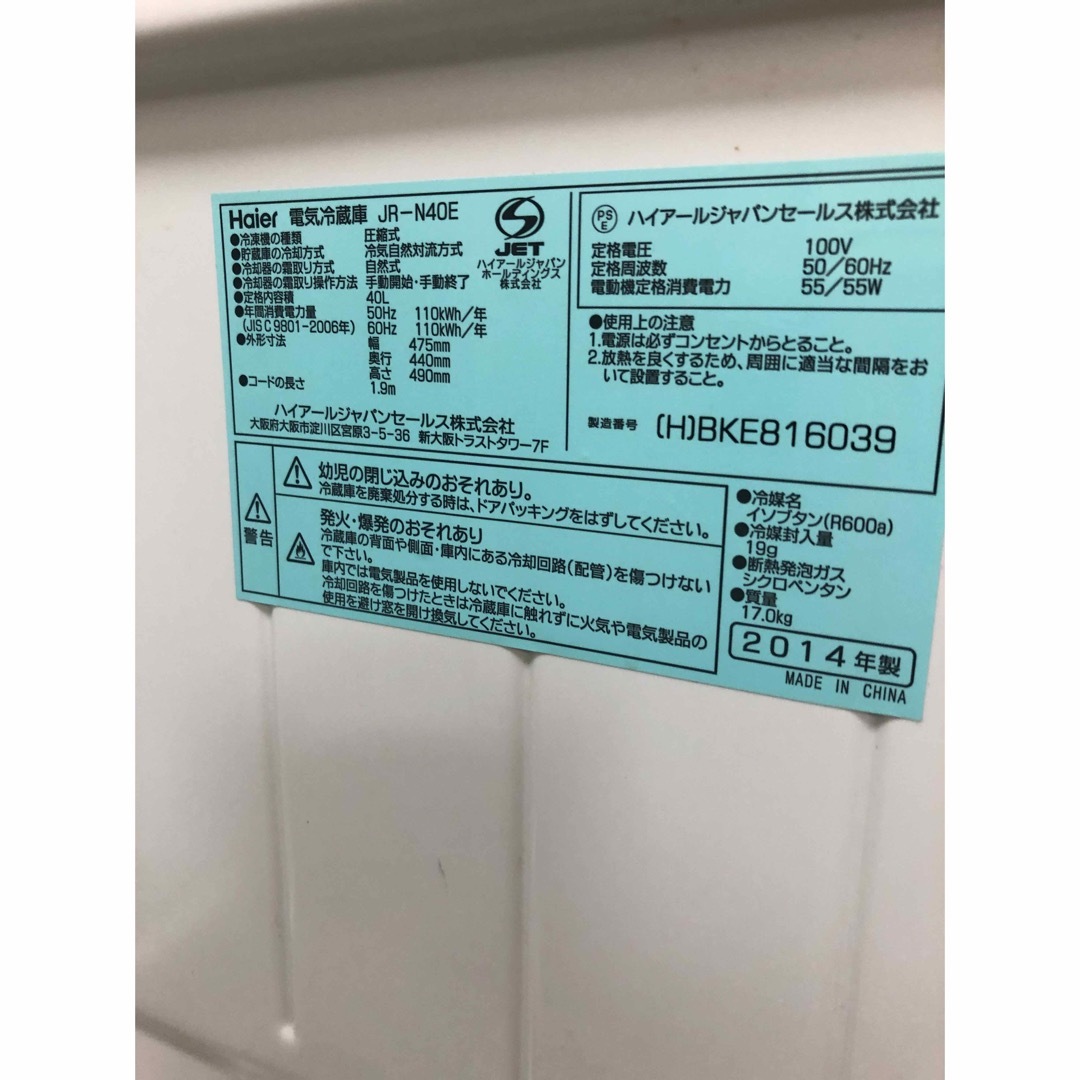 Haier 電気冷蔵庫 JR-N40E
●冷凍機の種類 圧縮式
●貯蔵庫の冷却方式 冷気自然対流方式
●冷却器の霜取り方式 自然式
●冷却器の霜取り操作方法 手動開始・手動終了
●定格内容積 40L
●年間消費電力量 50Hz 110kWh/年
(JIS C 9801-2006年) 60Hz 110kWh/年
●外形寸法 幅 475mm
奥行 440mm
高さ 490mm
●コードの長さ 1.9m
JET
ハイアールジャパン
ホールディングス
株式会社
ハイアールジャパンセールス株式会社
大阪府大阪市淀川区宮原3-5-36 新大阪トラストタワー7F
PSE ハイアールジャパンセールス株式会社
定格電圧 100V
定格周波数 50/60Hz
電動機定格消費電力 55/55W
●使用上の注意
1.電源は必ずコンセントからとること。
2.放熱を良くするため、周囲に適当な間隔をお
いて設置すること。
製造番号 (H)BKE816039
警告
幼児の閉じ込みのおそれあり。
冷蔵庫を廃棄処分する時は、ドアパッキングをはずしてください。
発火・爆発のおそれあり
冷蔵庫の背面や側面・庫内にある冷却回路(配管)を傷つけない
で下さい。
庫内では電気製品を使用しないでください。
冷却回路を傷つけたときは冷蔵庫に触れずに火気や電気製品の
使用を避け窓を開け換気してください。
●冷媒名
イソブタン(R600a)
●冷媒封入量
19g
●断熱発泡ガス
シクロペンタン
●質量
17.0kg
2014年製
MADE IN CHINA